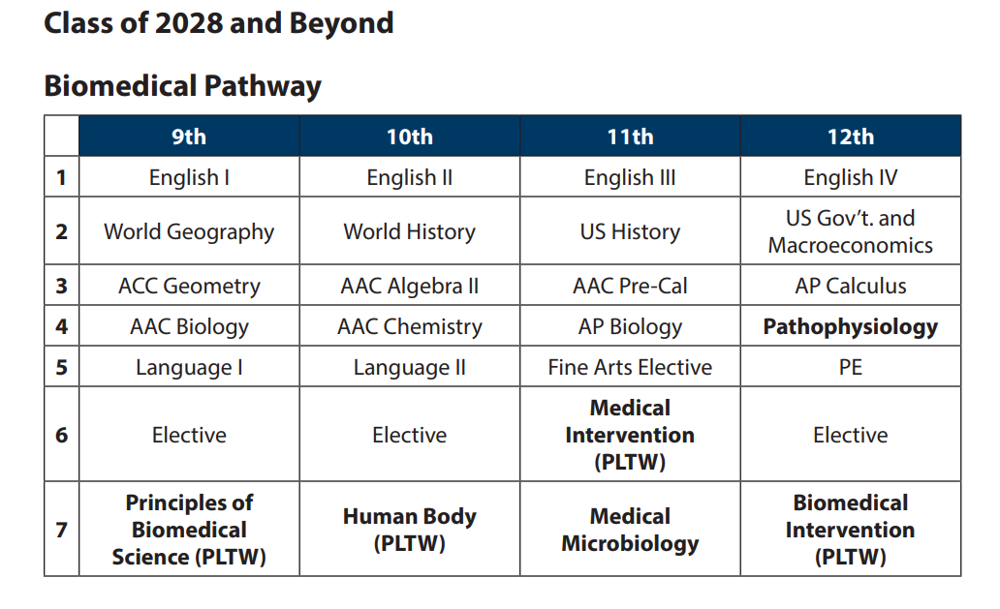 Class of 2028 and Beyond
Biomedical Pathway
9th 10th 11th 12th
1 English I English II English III English IV
2 World Geography World History US History US Gov’t. and
Macroeconomics
3 ACC Geometry AAC Algebra II AAC Pre-Cal AP Calculus
4 AAC Biology AAC Chemistry AP Biology Pathophysiology
5 Language I Language II Fine Arts Elective PE
6 Elective Elective Medical
Intervention
(PLTW) Elective
7 Principles of
Biomedical
Science (PLTW) Human Body
(PLTW) Medical
Microbiology Biomedical
Intervention
(PLTW)